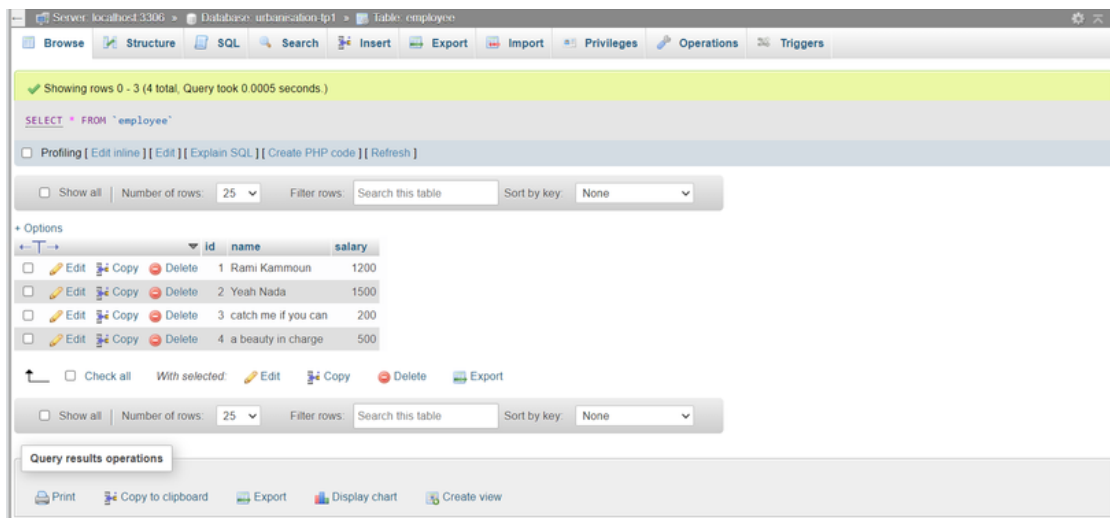 Server: localhost:3306 » Database: urbanisation-tp1 » Table: employee
Browse Structure SQL Search Insert Export Import Privileges Operations Triggers
Showing rows 0 - 3 (4 total, Query took 0.0005 seconds.)
SELECT * FROM `employee`
Profiling [ Edit inline ] [ Edit ] [ Explain SQL ] [ Create PHP code ] [ Refresh ]
Show all | Number of rows: 25 Filter rows: Search this table Sort by key: None
+ Options
←T→ id name salary
Edit Copy Delete 1 Rami Kammoun 1200
Edit Copy Delete 2 Yeah Nada 1500
Edit Copy Delete 3 catch me if you can 200
Edit Copy Delete 4 a beauty in charge 500
Check all With selected: Edit Copy Delete Export
Show all | Number of rows: 25 Filter rows: Search this table Sort by key: None
Query results operations
Print Copy to clipboard Export Display chart Create view